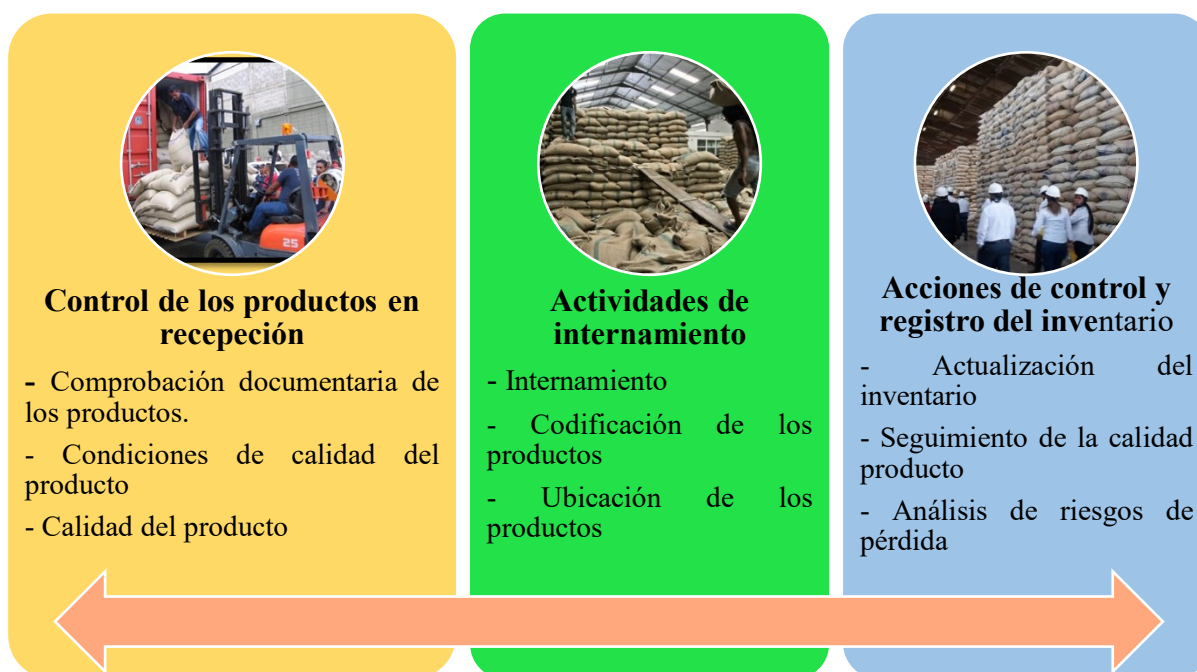 Control de los productos en
recepeción
- Comprobación documentaria de
los productos.
- Condiciones de calidad del
producto
- Calidad del producto
Actividades de
internamiento
- Internamiento
- Codificación de los
productos
- Ubicación de los
productos
Acciones de control y
registro del inventario
- Actualización del
inventario
- Seguimiento de la calidad
producto
- Análisis de riesgos de
pérdida
25